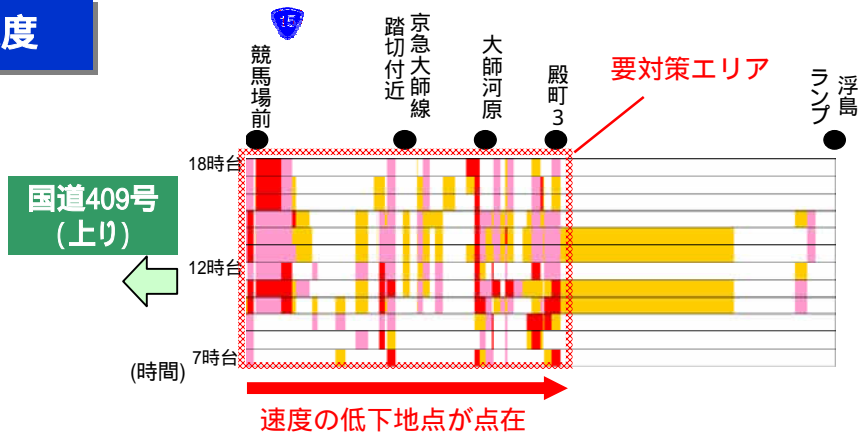 度
15
競馬場前
京急大師線
踏切付近
大師河原
殿町3
浮島
ランプ
要対策エリア
国道409号
(上り)
18時台
12時台
7時台
(時間)
速度の低下地点が点在